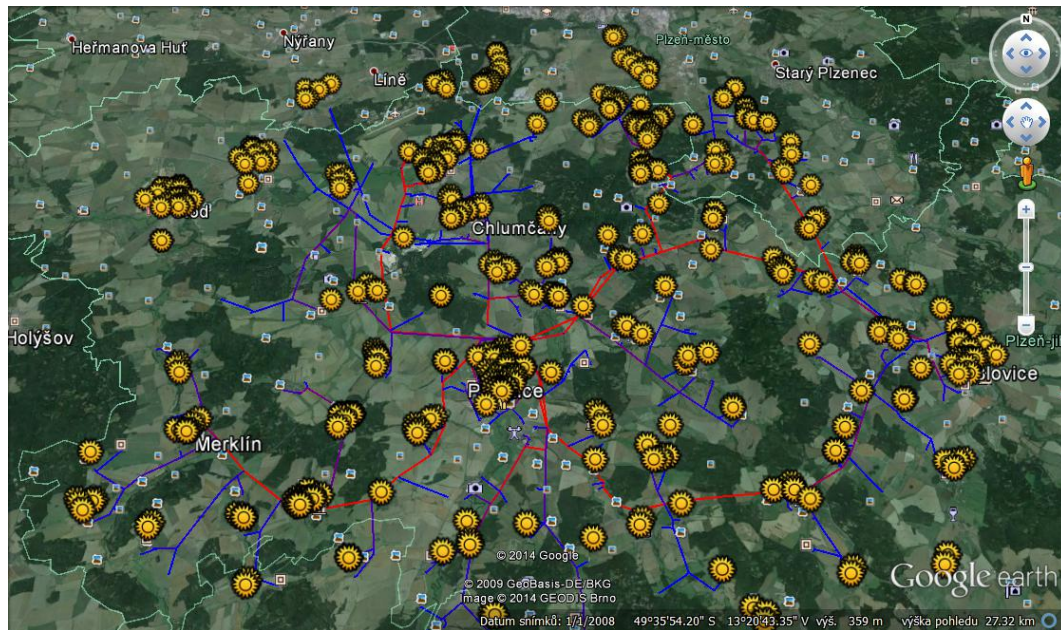 Heřmanova Huť
Nýřany
Plzeň-město
Líně
Starý Plzenec
N
Chlumčany
Holýšov
Plzeň-ji
lovice
P
ice
Merklín
© 2014 Google
© 2009 GeoBasis-DE/BKG
Image © 2014 GEODIS Brno
Google earth
Datum snímků: 1/1/2008 49°35'54.20" S 13°20'43.35" V výš. 359 m výška pohledu 27.32 km